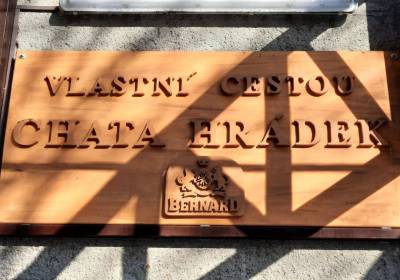 VLASTNÍ CESTOU
CHATA HRÁDEK
BERNARD